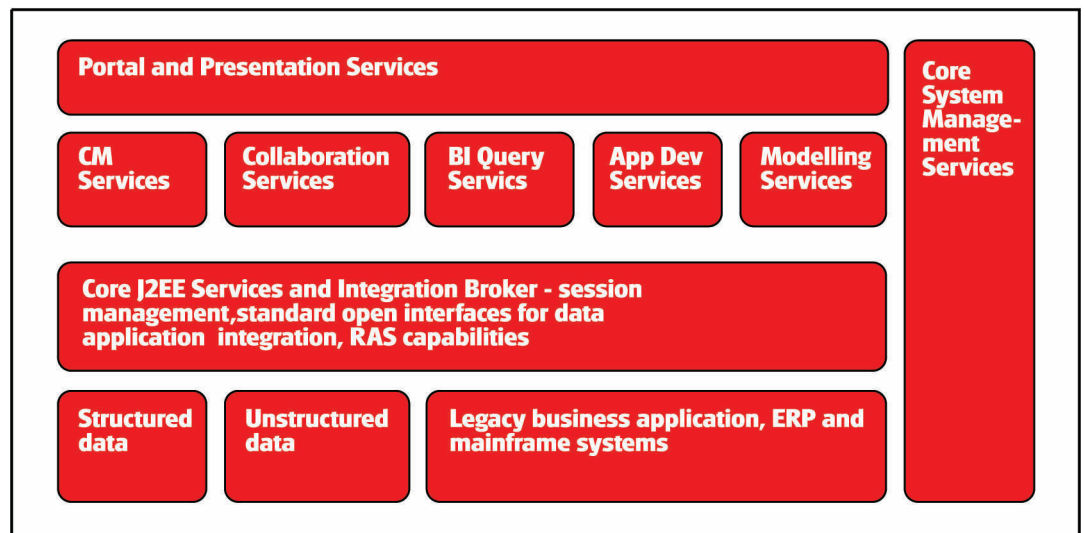 Portal and Presentation Services
Core
System
Manage-
ment
Services
CM
Services
Collaboration
Services
BI Query
Servics
App Dev
Services
Modelling
Services
Core J2EE Services and Integration Broker - session
management,standard open interfaces for data
application  integration, RAS capabilities
Structured
data
Unstructured
data
Legacy business application, ERP and
mainframe systems